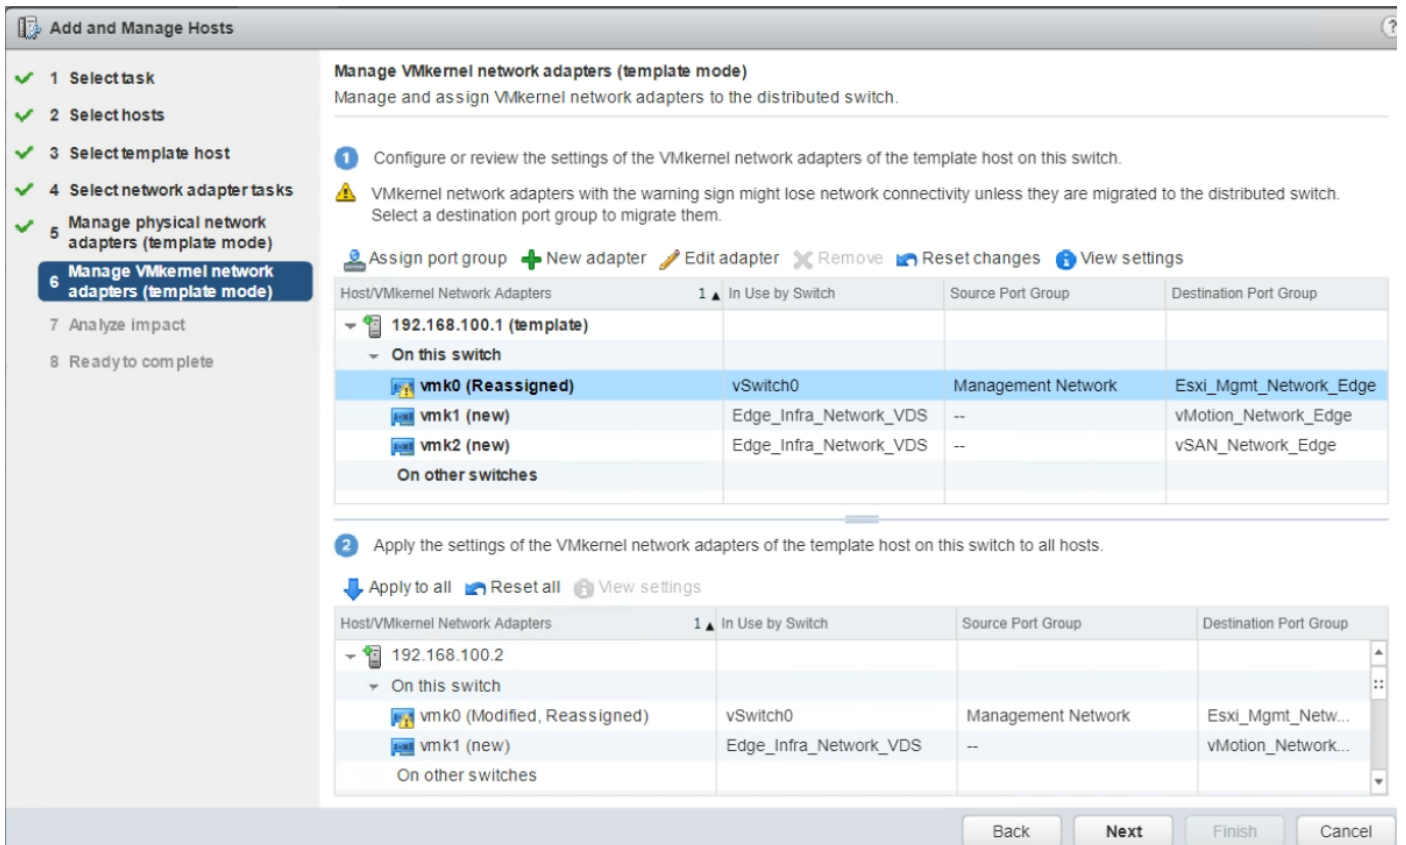 Add and Manage Hosts
?
1 Select task
2 Select hosts
3 Select template host
4 Select network adapter tasks
5 Manage physical network
adapters (template mode)
6 Manage VMkernel network
adapters (template mode)
7 Analyze impact
8 Ready to complete
Manage VMkernel network adapters (template mode)
Manage and assign VMkernel network adapters to the distributed switch.
1 Configure or review the settings of the VMkernel network adapters of the template host on this switch.
VMkernel network adapters with the warning sign might lose network connectivity unless they are migrated to the distributed switch.
Select a destination port group to migrate them.
Assign port group New adapter Edit adapter Remove Reset changes View settings
Host/VMkernel Network Adapters 1 ▲ In Use by Switch Source Port Group Destination Port Group
192.168.100.1 (template)
On this switch
vmk0 (Reassigned) vSwitch0 Management Network Esxi_Mgmt_Network_Edge
vmk1 (new) Edge_Infra_Network_VDS -- vMotion_Network_Edge
vmk2 (new) Edge_Infra_Network_VDS -- vSAN_Network_Edge
On other switches
2 Apply the settings of the VMkernel network adapters of the template host on this switch to all hosts.
Apply to all Reset all View settings
Host/VMkernel Network Adapters 1 ▲ In Use by Switch Source Port Group Destination Port Group
192.168.100.2
On this switch
vmk0 (Modified, Reassigned) vSwitch0 Management Network Esxi_Mgmt_Netw...
vmk1 (new) Edge_Infra_Network_VDS -- vMotion_Network...
On other switches
Back Next Finish Cancel